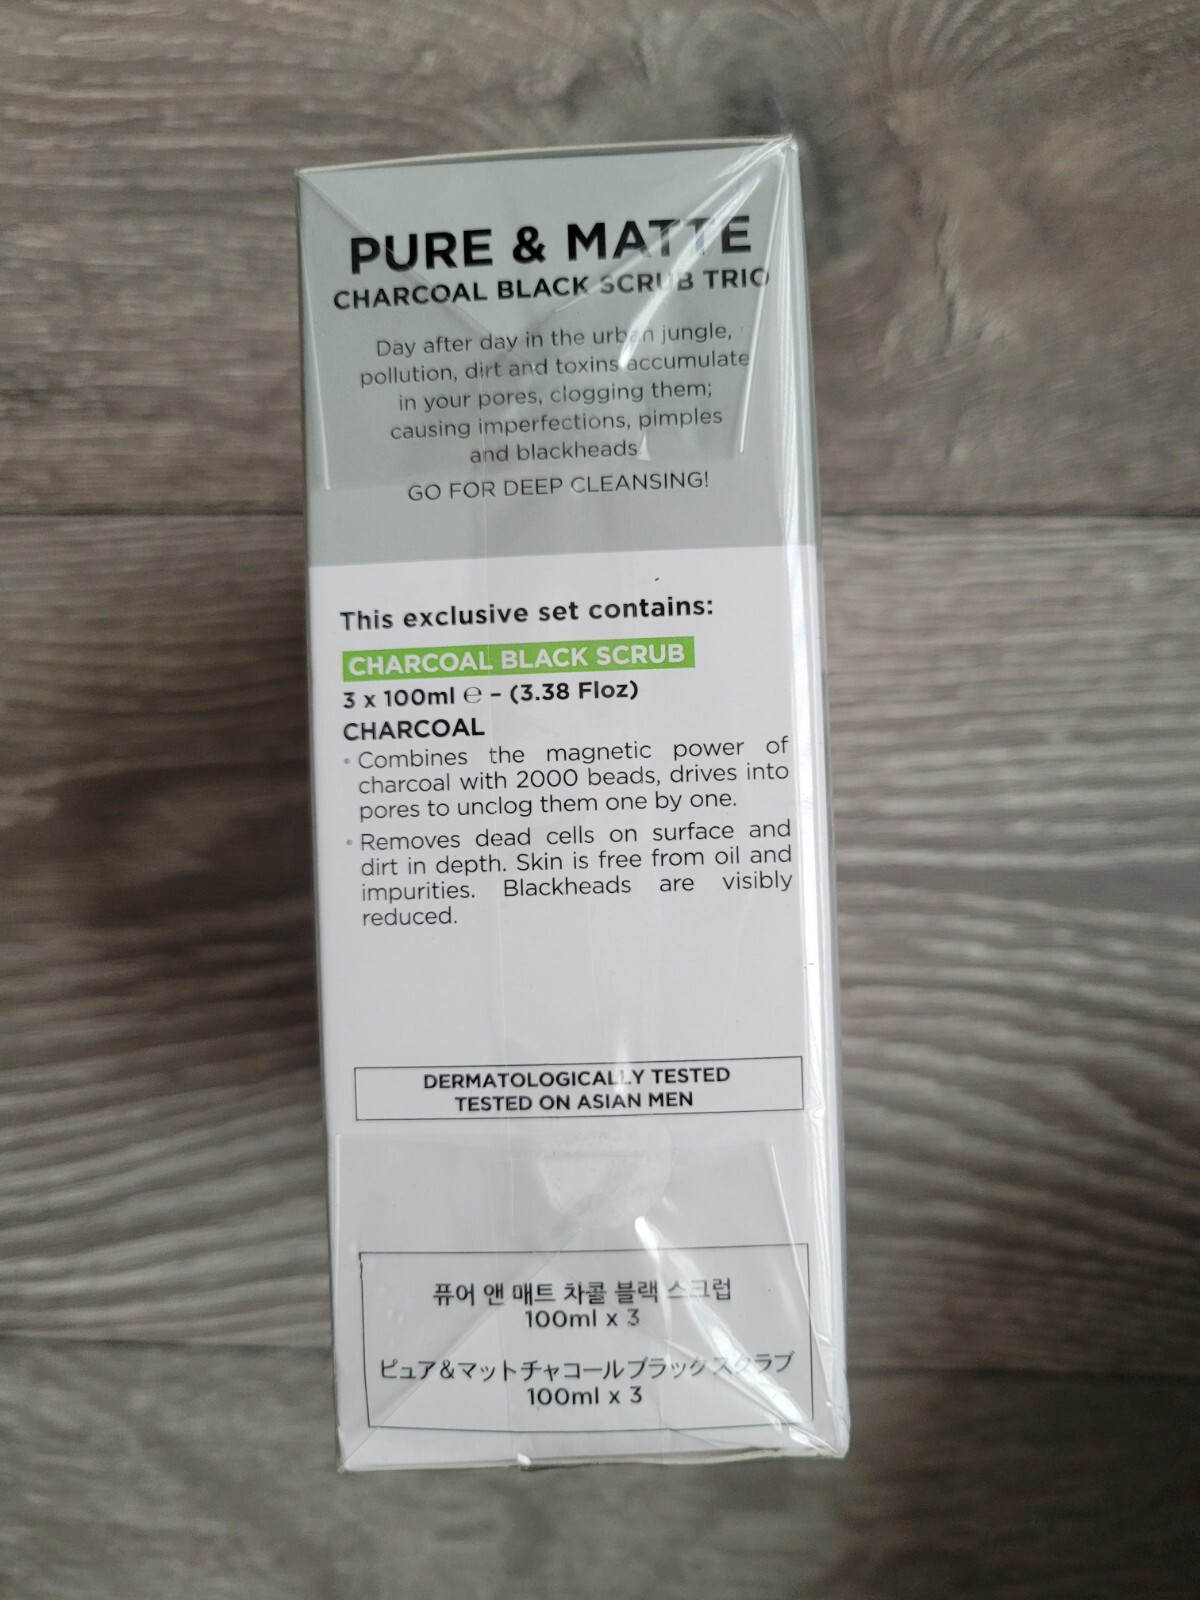 PURE & MATTE
CHARCOAL BLACK SCRUB TRIO
Day after day in the urban jungle,
pollution, dirt and toxins accumulate
in your pores, clogging them;
causing imperfections, pimples
and blackheads
GO FOR DEEP CLEANSING!
This exclusive set contains:
CHARCOAL BLACK SCRUB
3 x 100ml ℮ - (3.38 Floz)
CHARCOAL
• Combines the magnetic power of
charcoal with 2000 beads, drives into
pores to unclog them one by one.
• Removes dead cells on surface and
dirt in depth. Skin is free from oil and
impurities. Blackheads are visibly
reduced.
DERMATOLOGICALLY TESTED
TESTED ON ASIAN MEN
퓨어 앤 매트 차콜 블랙 스크럽
100ml x 3
ピュア&マットチャコールブラックスクラブ
100ml x 3